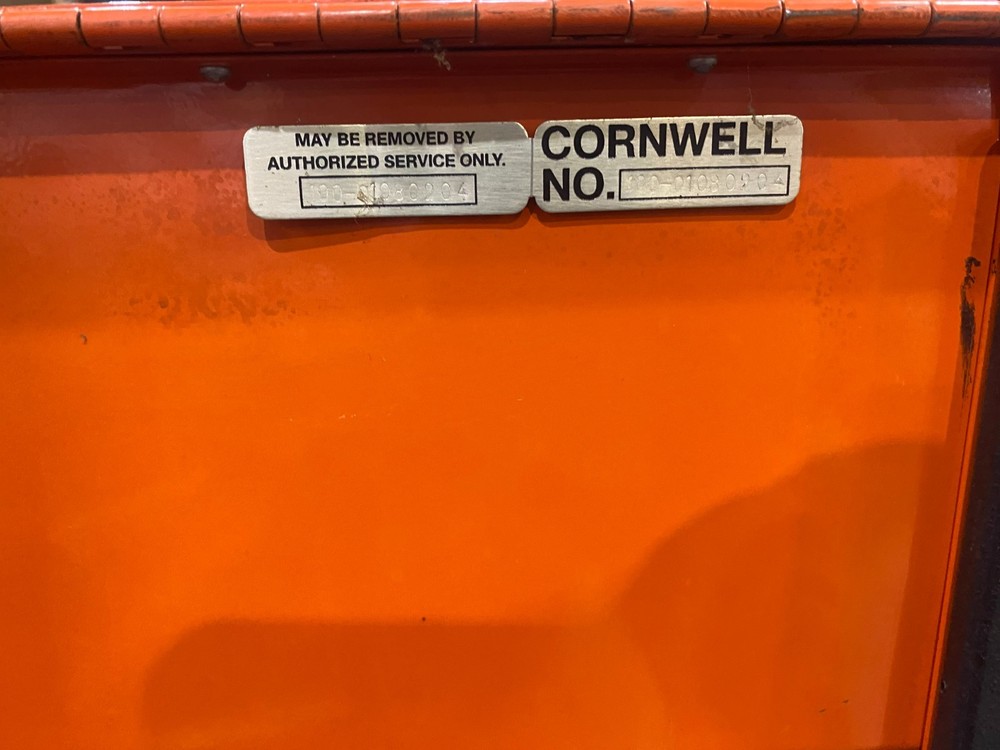 MAY BE REMOVED BY
AUTHORIZED SERVICE ONLY.
CORNWELL
NO.